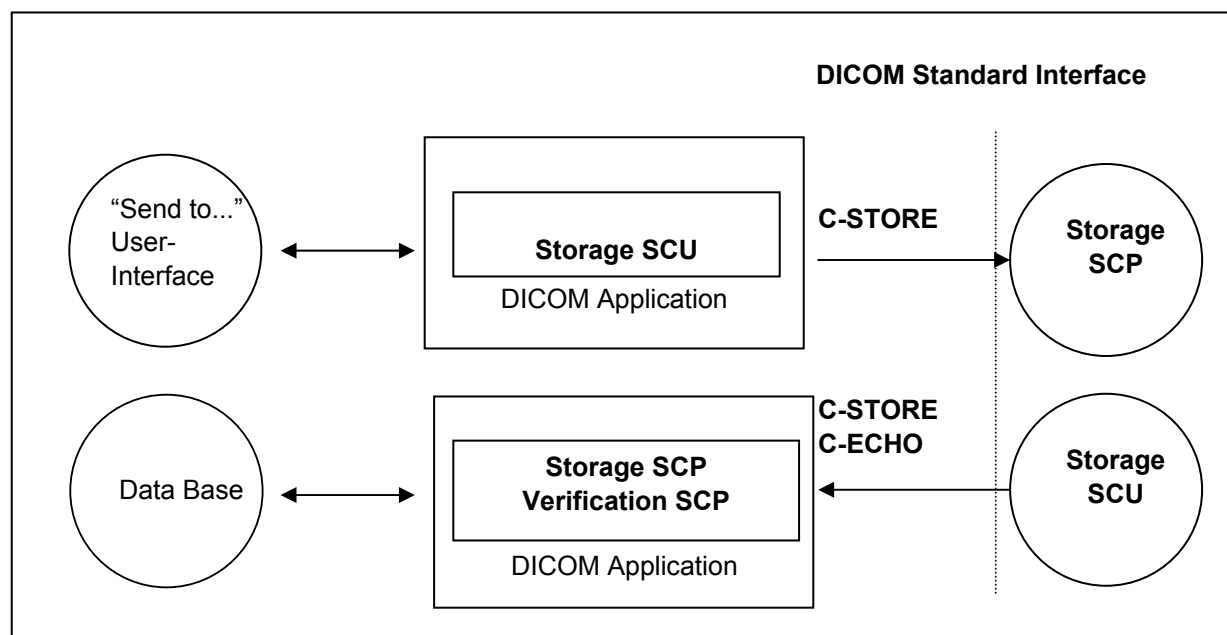 DICOM Standard Interface
“Send to...”
User-
Interface
Storage SCU
DICOM Application
C-STORE
Storage
SCP
Data Base
Storage SCP
Verification SCP
DICOM Application
C-STORE
C-ECHO
Storage
SCU